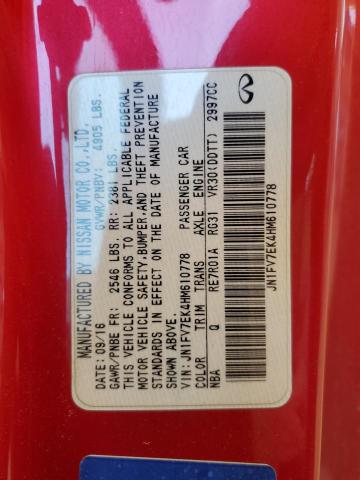 MANUFACTURED BY NISSAN MOTOR CO.,LTD.
GVWR/PNBV: 4905 LBS.
DATE: 09/16
GAWR/PNBE FR: 2546 LBS. RR: 2381 LBS.
THIS VEHICLE CONFORMS TO ALL APPLICABLE FEDERAL
MOTOR VEHICLE SAFETY,BUMPER,AND THEFT PREVENTION
STANDARDS IN EFFECT ON THE DATE OF MANUFACTURE
SHOWN ABOVE.
VIN: JN1FV7EK4HM610778 PASSENGER CAR
COLOR TRIM TRANS AXLE ENGINE
NBA Q RE7R01A RG31 VR30(DDTT) 2997CC
JN1FV7EK4HM610778